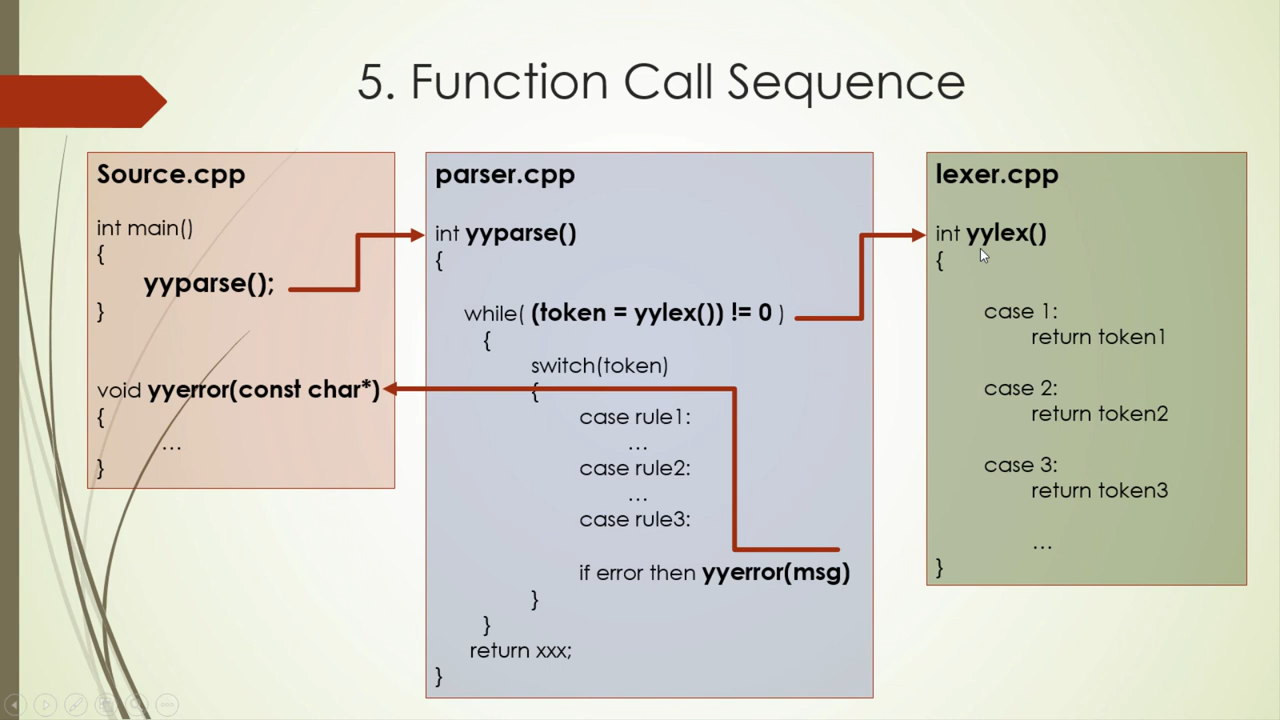 5. Function Call Sequence
Source.cpp
int main()
{
yyparse();
}
void yyerror(const char*)
{
...
}
parser.cpp
int yyparse()
{
while( (token = yylex()) != 0 )
{
switch(token)
{
case rule1:
...
case rule2:
...
case rule3:
if error then yyerror(msg)
}
}
return xxx;
}
lexer.cpp
int yylex()
{
case 1:
return token1
case 2:
return token2
case 3:
return token3
...
}